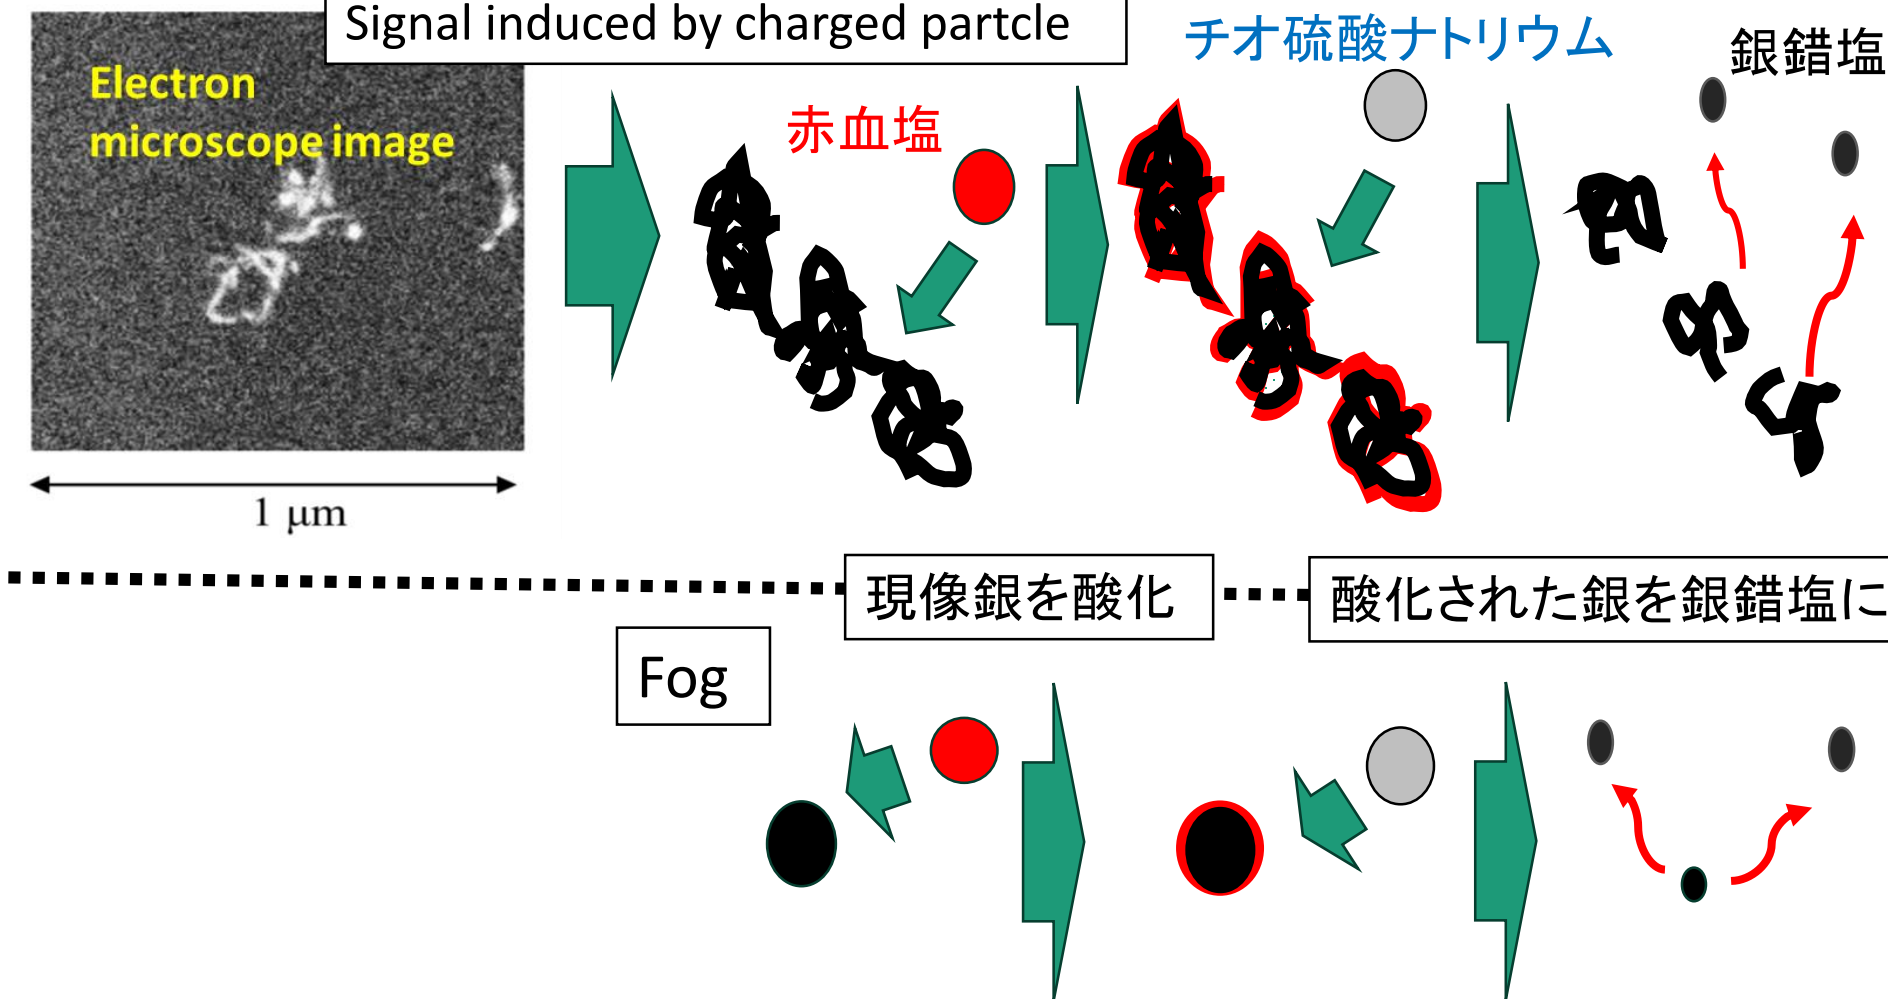 Signal induced by charged partcle
Electron
microscope image
チオ硫酸ナトリウム
銀錯塩
赤血塩
1 μm
現像銀を酸化
酸化された銀を銀錯塩に
Fog